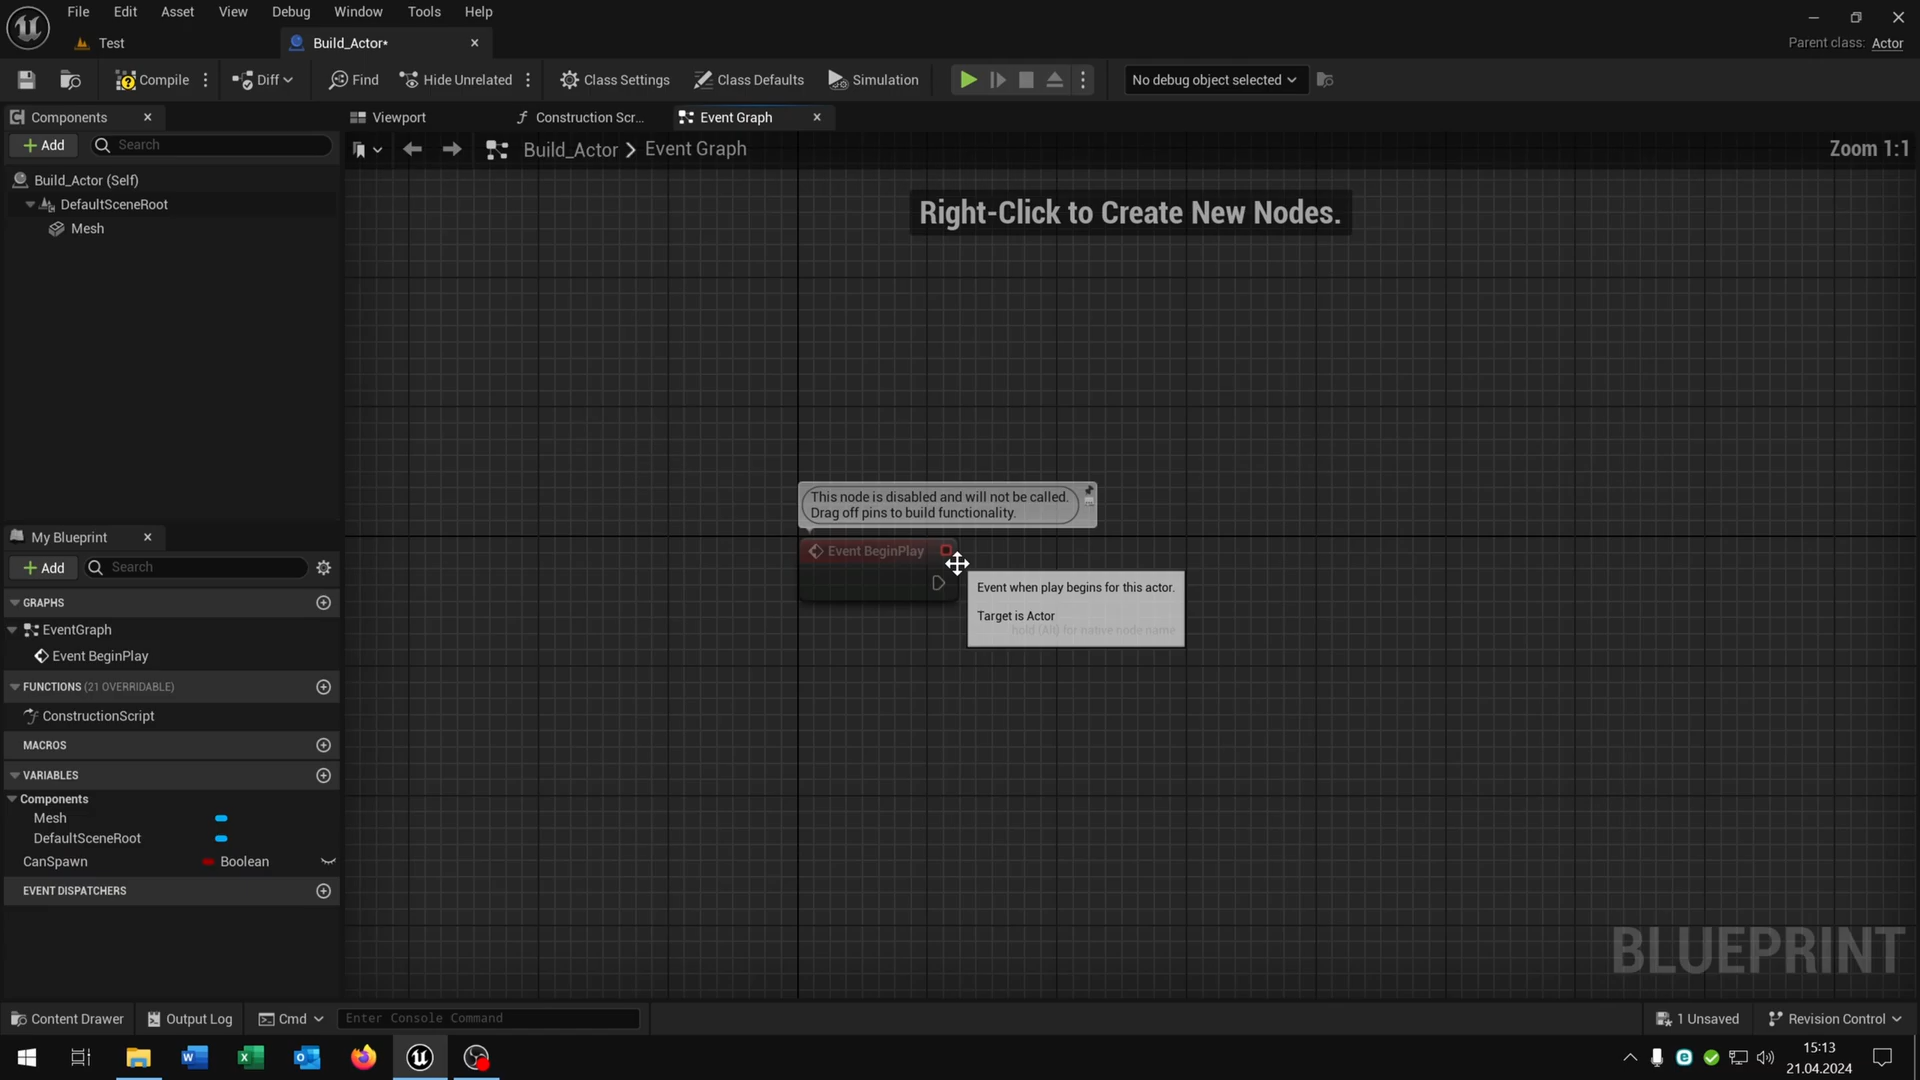 File Edit Asset View Debug Window Tools Help
Test
Build_Actor*
Parent class: Actor
Compile
Diff
Find
Hide Unrelated
Class Settings
Class Defaults
Simulation
No debug object selected
Components
Add
Search
Build_Actor (Self)
DefaultSceneRoot
Mesh
Viewport
Construction Scr...
Event Graph
Build_Actor > Event Graph
Zoom 1:1
Right-Click to Create New Nodes.
This node is disabled and will not be called.
Drag off pins to build functionality.
Event BeginPlay
Event when play begins for this actor.
Target is Actor
hold (Alt) for native node name
My Blueprint
Add
Search
GRAPHS
EventGraph
Event BeginPlay
FUNCTIONS (21 OVERRIDABLE)
ConstructionScript
MACROS
VARIABLES
Components
Mesh
DefaultSceneRoot
CanSpawn Boolean
EVENT DISPATCHERS
BLUEPRINT
Content Drawer
Output Log
Cmd
Enter Console Command
1 Unsaved
Revision Control
15:13
21.04.2024